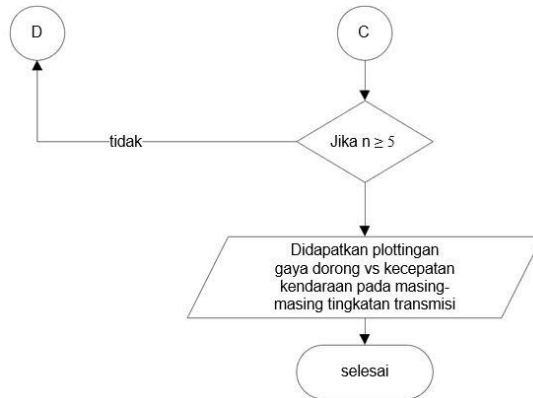 D
C
tidak
Jika n ≥ 5
Didapatkan plottingan
gaya dorong vs kecepatan
kendaraan pada masing-
masing tingkatan transmisi
selesai